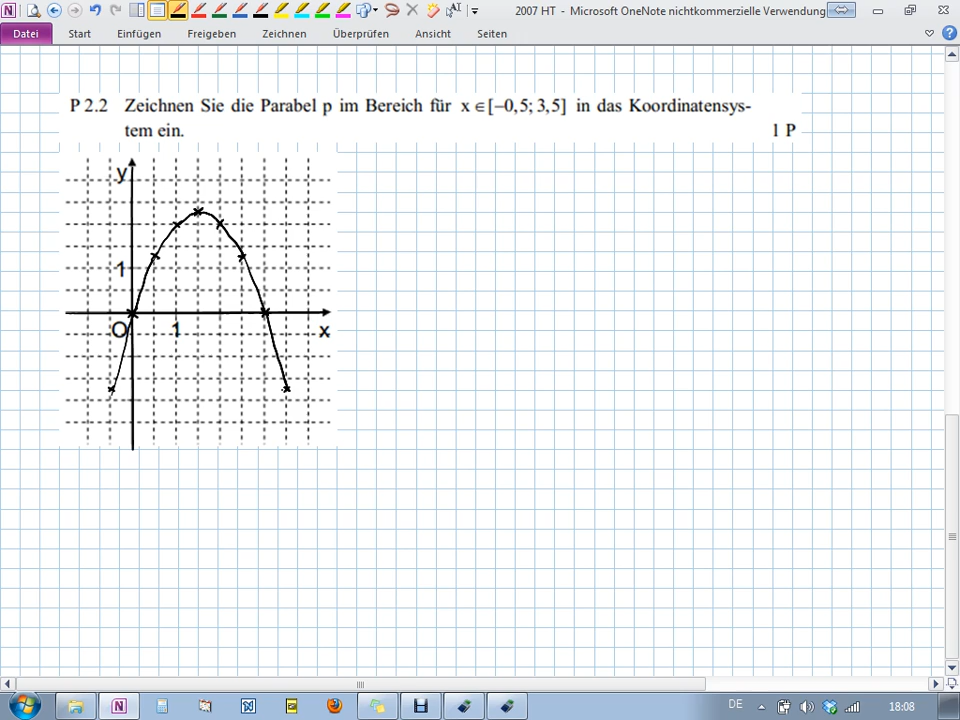 2007 HT - Microsoft OneNote nichtkommerzielle Verwendung
Datei Start Einfügen Freigeben Zeichnen Überprüfen Ansicht Seiten
P 2.2 Zeichnen Sie die Parabel p im Bereich für x ∈ [−0,5; 3,5] in das Koordinatensys-
tem ein.
1 P
y
1
O 1 x
DE 18:08